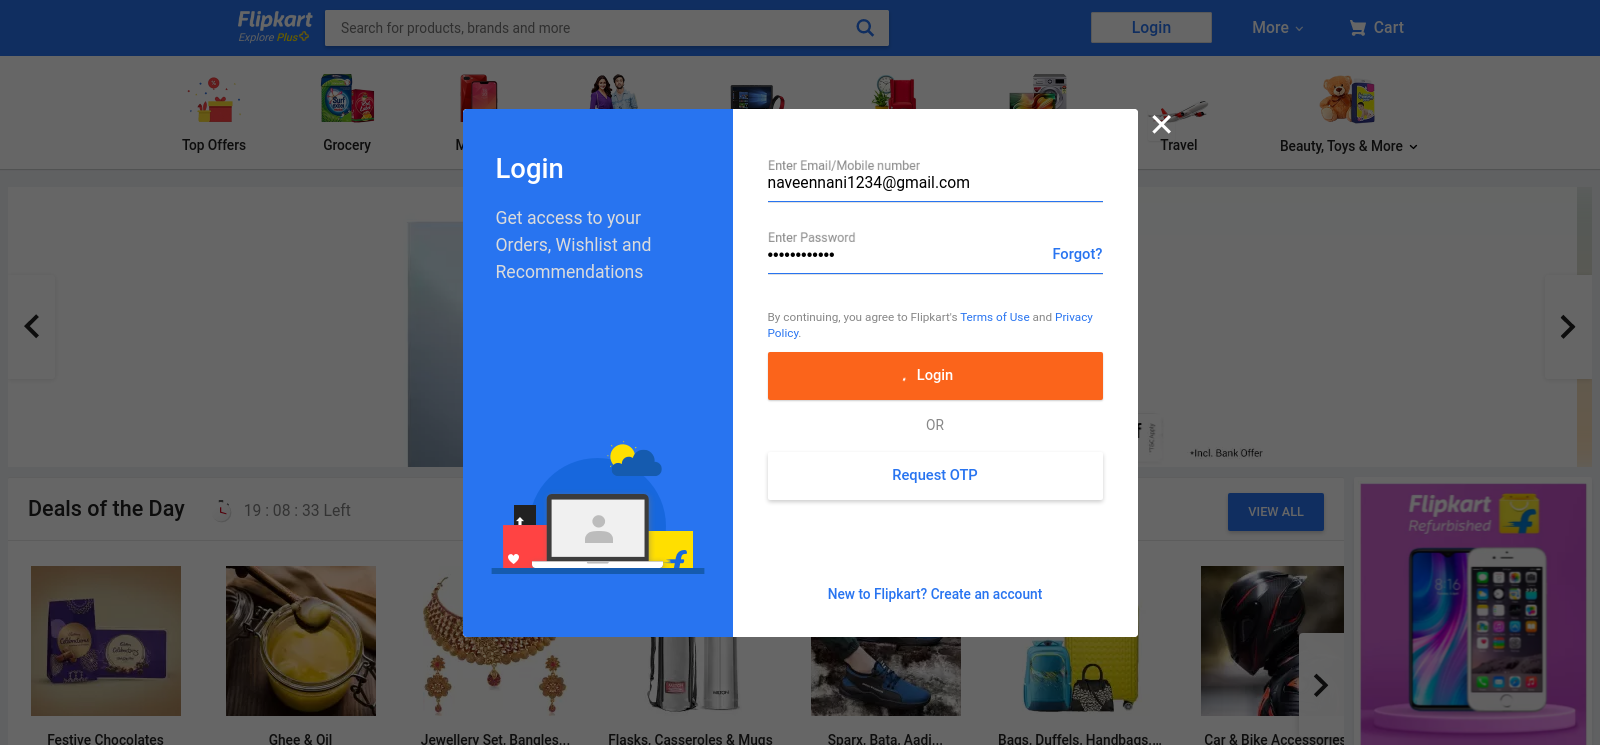 Flipkart
Explore Plus
Search for products, brands and more
Login
More
Cart
Top Offers
Grocery
Travel
Beauty, Toys & More
Login
Get access to your
Orders, Wishlist and
Recommendations
Enter Email/Mobile number
naveennani1234@gmail.com
Enter Password
••••••••••••
Forgot?
By continuing, you agree to Flipkart's Terms of Use and Privacy
Policy.
Login
OR
Request OTP
New to Flipkart? Create an account
*Incl. Bank Offer
Deals of the Day
19 : 08 : 33 Left
VIEW ALL
Flipkart
Refurbished
8:16
Festive Chocolates
Ghee & Oil
Jewellery Set, Bangles...
Flasks, Casseroles & Mugs
Sparx, Bata, Aadi...
Bags, Duffels, Handbags,...
Car & Bike Accessories